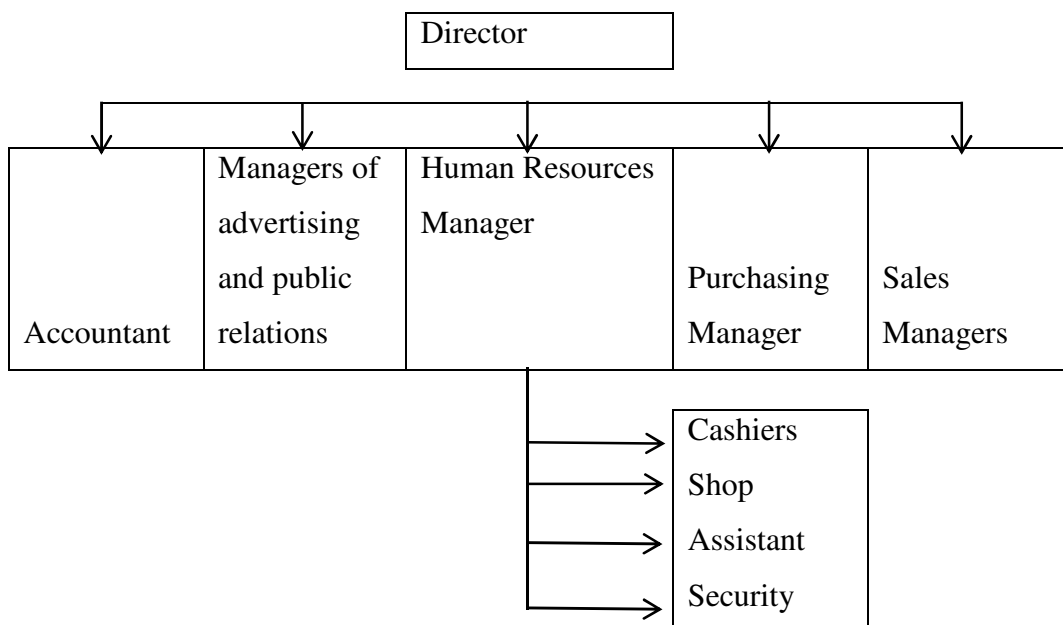 Director
Accountant
Managers of
advertising
and public
relations
Human Resources
Manager
Purchasing
Manager
Sales
Managers
Cashiers
Shop
Assistant
Security